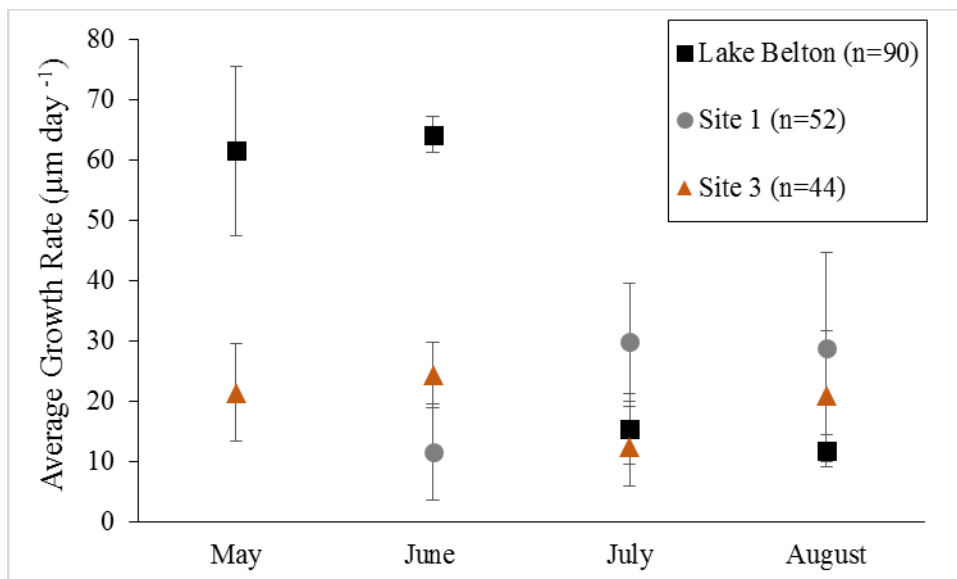 Average Growth Rate (µm day -1)
80
70
60
50
40
30
20
10
0
May June July August
Lake Belton (n=90)
Site 1 (n=52)
Site 3 (n=44)